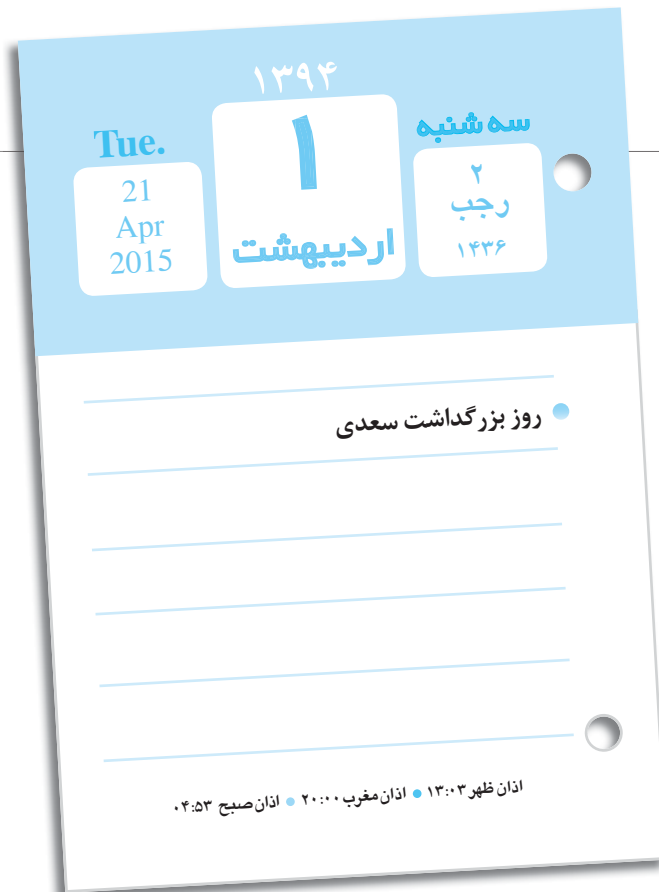 ۱۳۹۴
سه شنبه
۲
رجب
۱۴۳۶
۱
اردیبهشت
Tue.
21
Apr
2015
روز بزرگداشت سعدی
اذان ظهر ۱۳:۰۳ اذان مغرب ۲۰:۰۰ اذان صبح ۰۴:۵۳